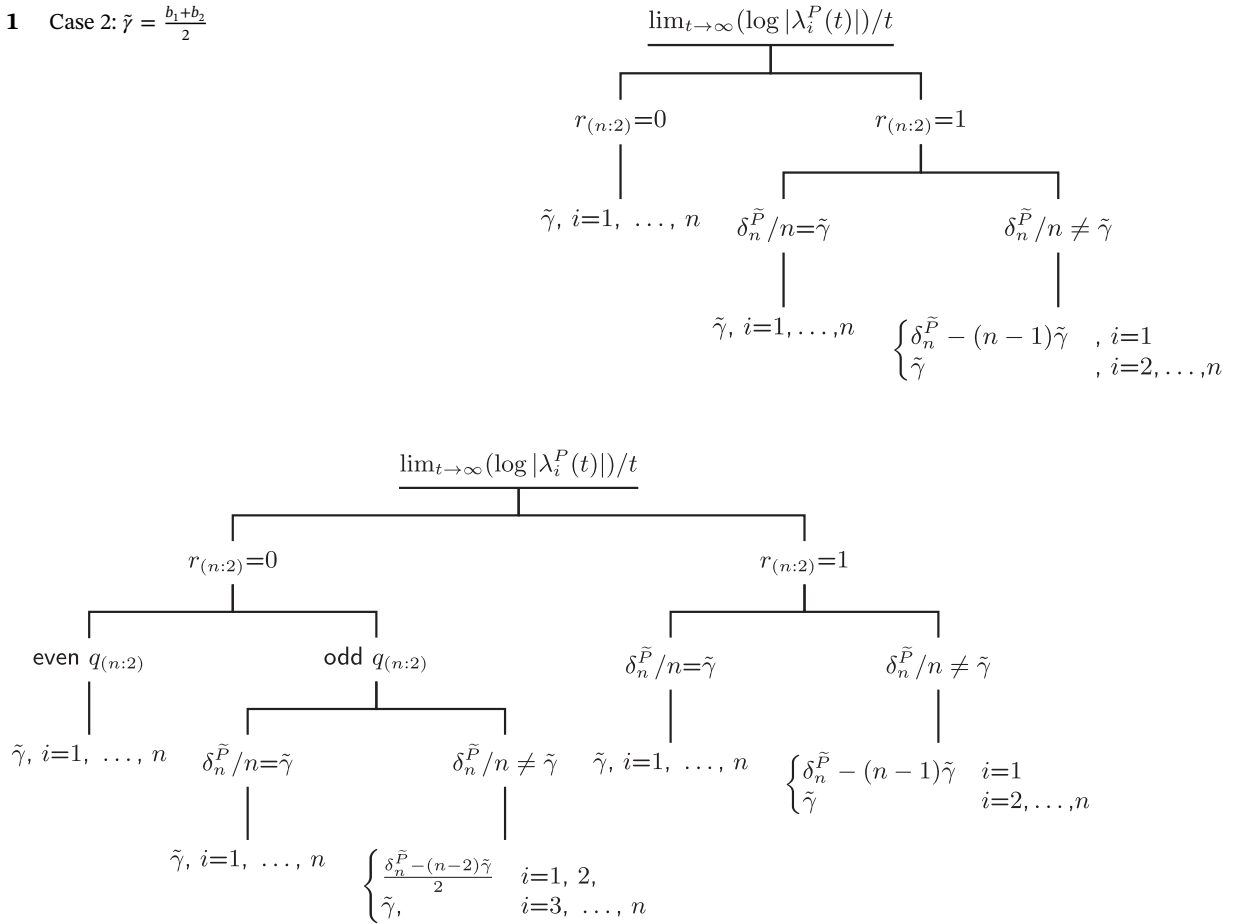 1 Case 2: γ̃ = (b₁+b₂)/2
lim_{t→∞}(log |λ_i^P(t)|)/t
r_(n:2)=0 r_(n:2)=1
γ̃, i=1, ..., n δ_n^P̃/n=γ̃ δ_n^P̃/n ≠ γ̃
γ̃, i=1,...,n { δ_n^P̃ − (n − 1)γ̃ , i=1
γ̃ , i=2,...,n
lim_{t→∞}(log |λ_i^P(t)|)/t
r_(n:2)=0 r_(n:2)=1
even q_(n:2) odd q_(n:2) δ_n^P̃/n=γ̃ δ_n^P̃/n ≠ γ̃
γ̃, i=1, ..., n δ_n^P̃/n=γ̃ δ_n^P̃/n ≠ γ̃ γ̃, i=1, ..., n { δ_n^P̃ − (n − 1)γ̃ i=1
γ̃ i=2,...,n
γ̃, i=1, ..., n { (δ_n^P̃ −(n−2)γ̃)/2 i=1, 2,
γ̃, i=3, ..., n